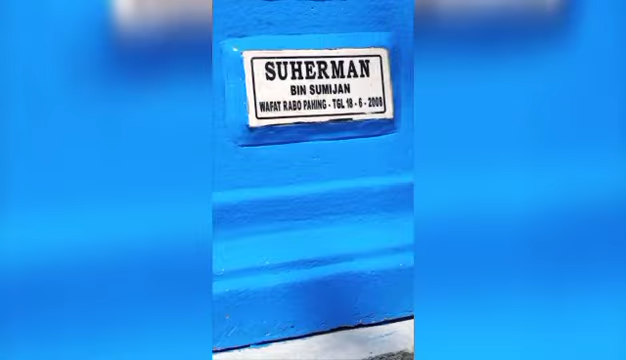 SUHERMAN
BIN SUMIJAN
WAFAT RABO PAHING - TGL 18 - 6 - 2008